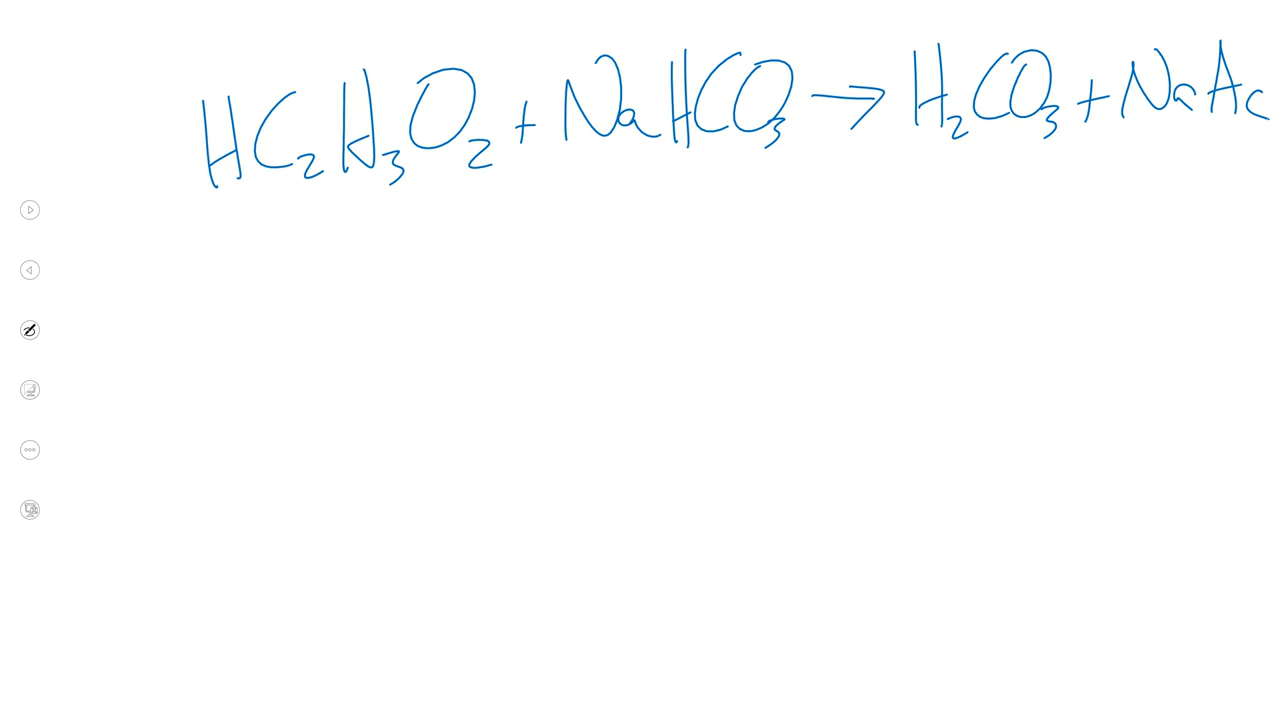 HC₂H₃O₂ + NaHCO₃ → H₂CO₃ + NaAc